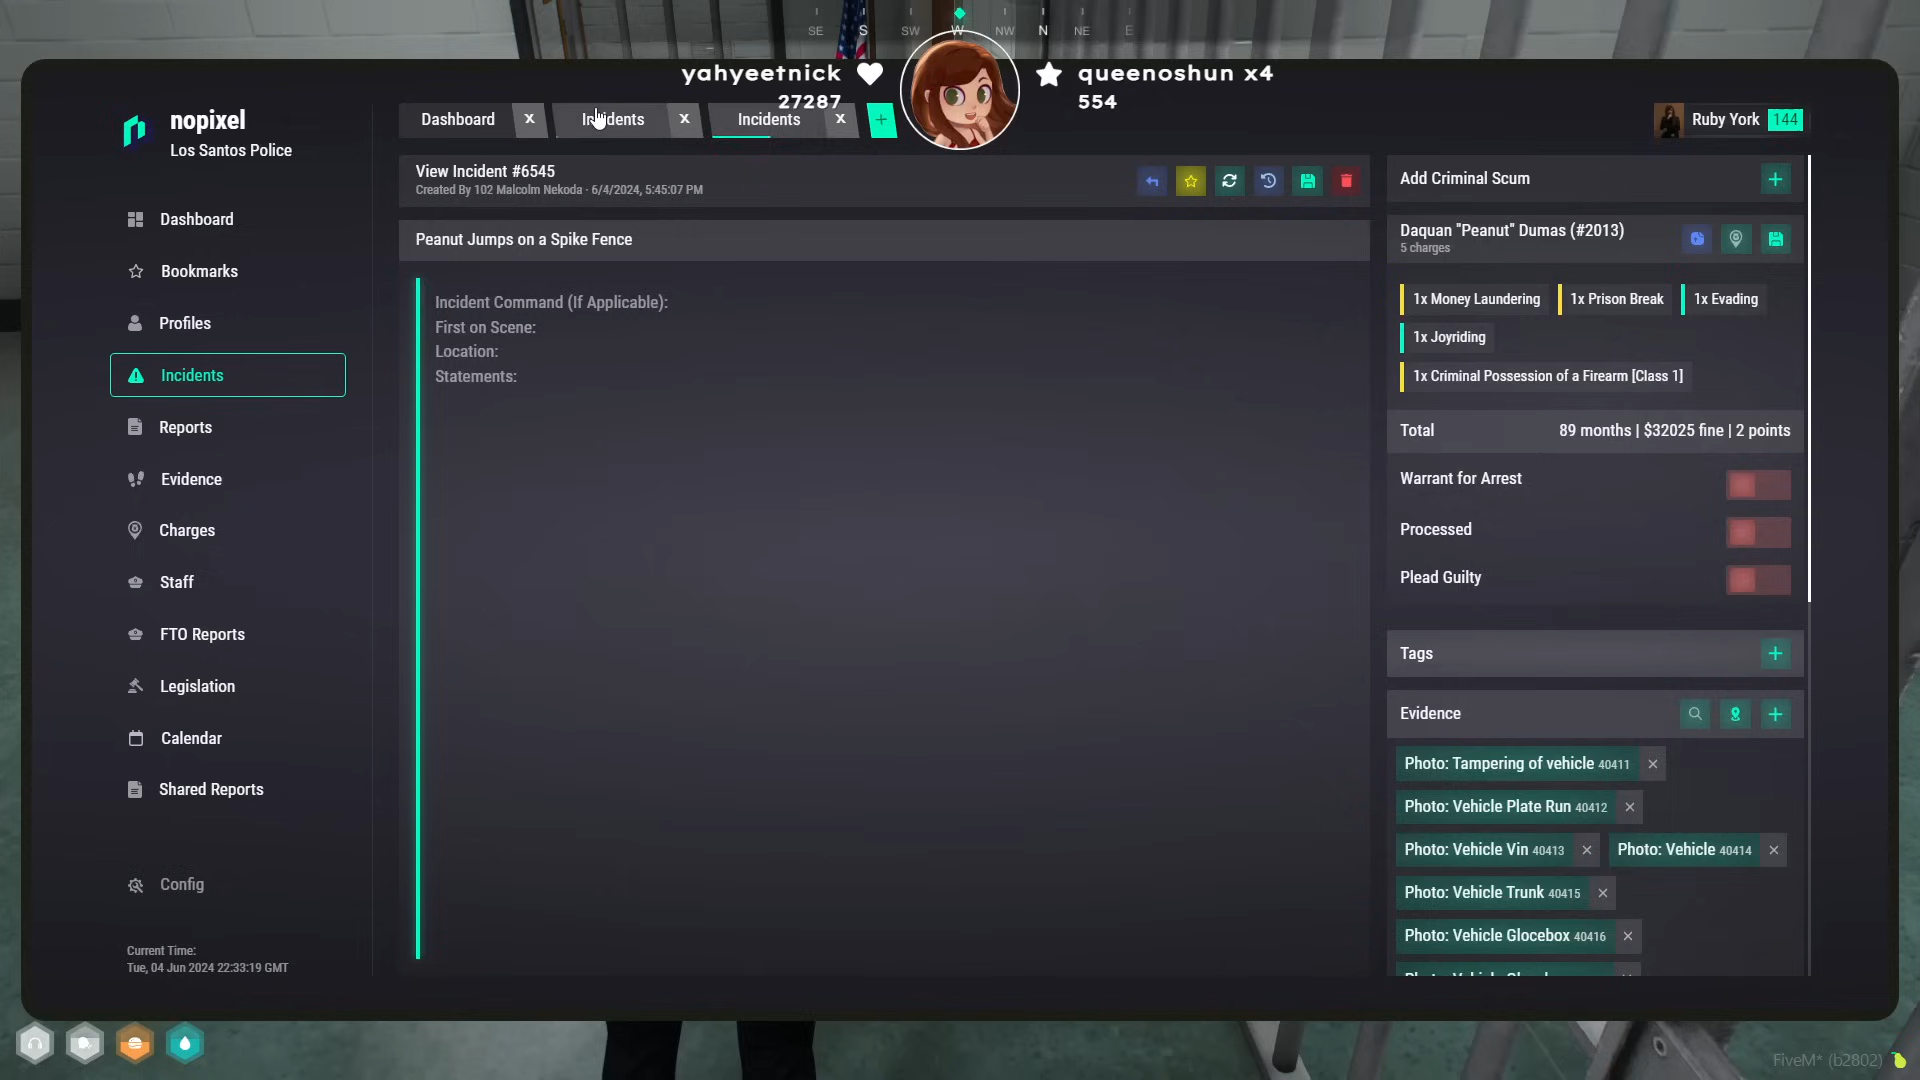 SE S SW W NW N NE E
yahyeetnick
27287
queenoshun x4
554
nopixel
Los Santos Police
Dashboard x
Incidents x
Incidents x
+
Ruby York 144
Dashboard
Bookmarks
Profiles
Incidents
Reports
Evidence
Charges
Staff
FTO Reports
Legislation
Calendar
Shared Reports
Config
Current Time:
Tue, 04 Jun 2024 22:33:19 GMT
View Incident #6545
Created By 102 Malcolm Nekoda · 6/4/2024, 5:45:07 PM
Peanut Jumps on a Spike Fence
Incident Command (If Applicable):
First on Scene:
Location:
Statements:
Add Criminal Scum
Daquan "Peanut" Dumas (#2013)
5 charges
1x Money Laundering 1x Prison Break 1x Evading
1x Joyriding
1x Criminal Possession of a Firearm [Class 1]
Total 89 months | $32025 fine | 2 points
Warrant for Arrest
Processed
Plead Guilty
Tags
Evidence
Photo: Tampering of vehicle 40411
Photo: Vehicle Plate Run 40412
Photo: Vehicle Vin 40413 Photo: Vehicle 40414
Photo: Vehicle Trunk 40415
Photo: Vehicle Glocebox 40416
FiveM* (b2802)